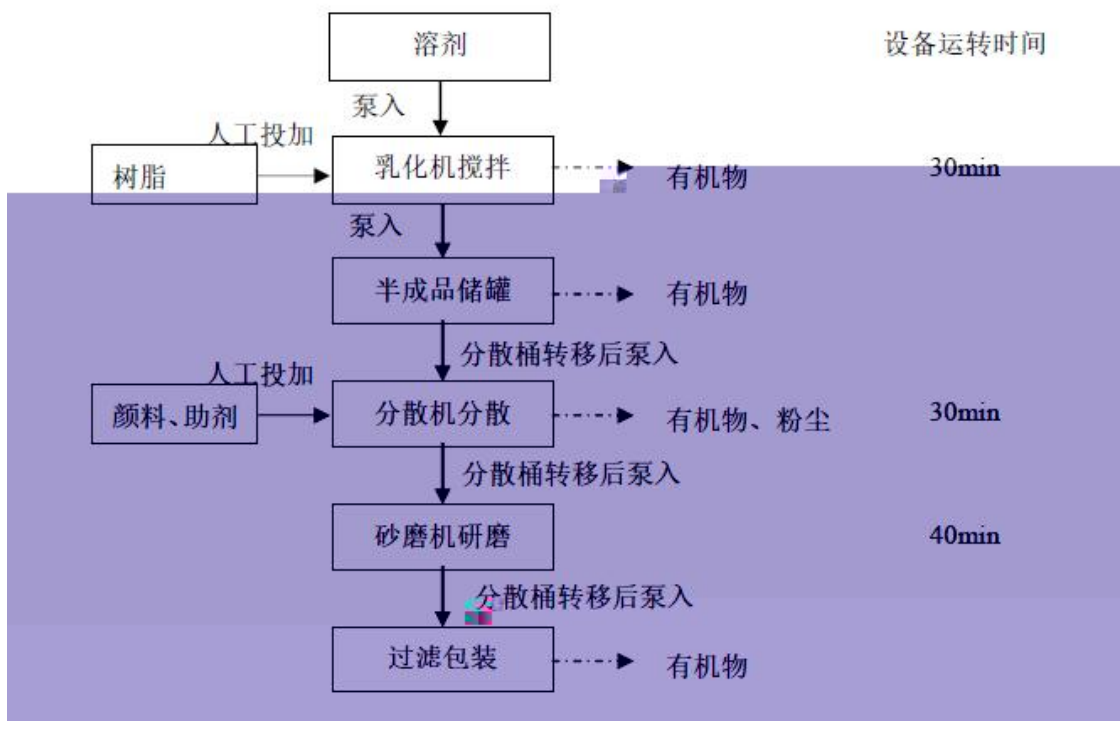 溶剂
设备运转时间
泵入
人工投加
树脂
乳化机搅拌
有机物
30min
泵入
半成品储罐
有机物
分散桶转移后泵入
人工投加
颜料、助剂
分散机分散
有机物、粉尘
30min
分散桶转移后泵入
砂磨机研磨
40min
分散桶转移后泵入
过滤包装
有机物